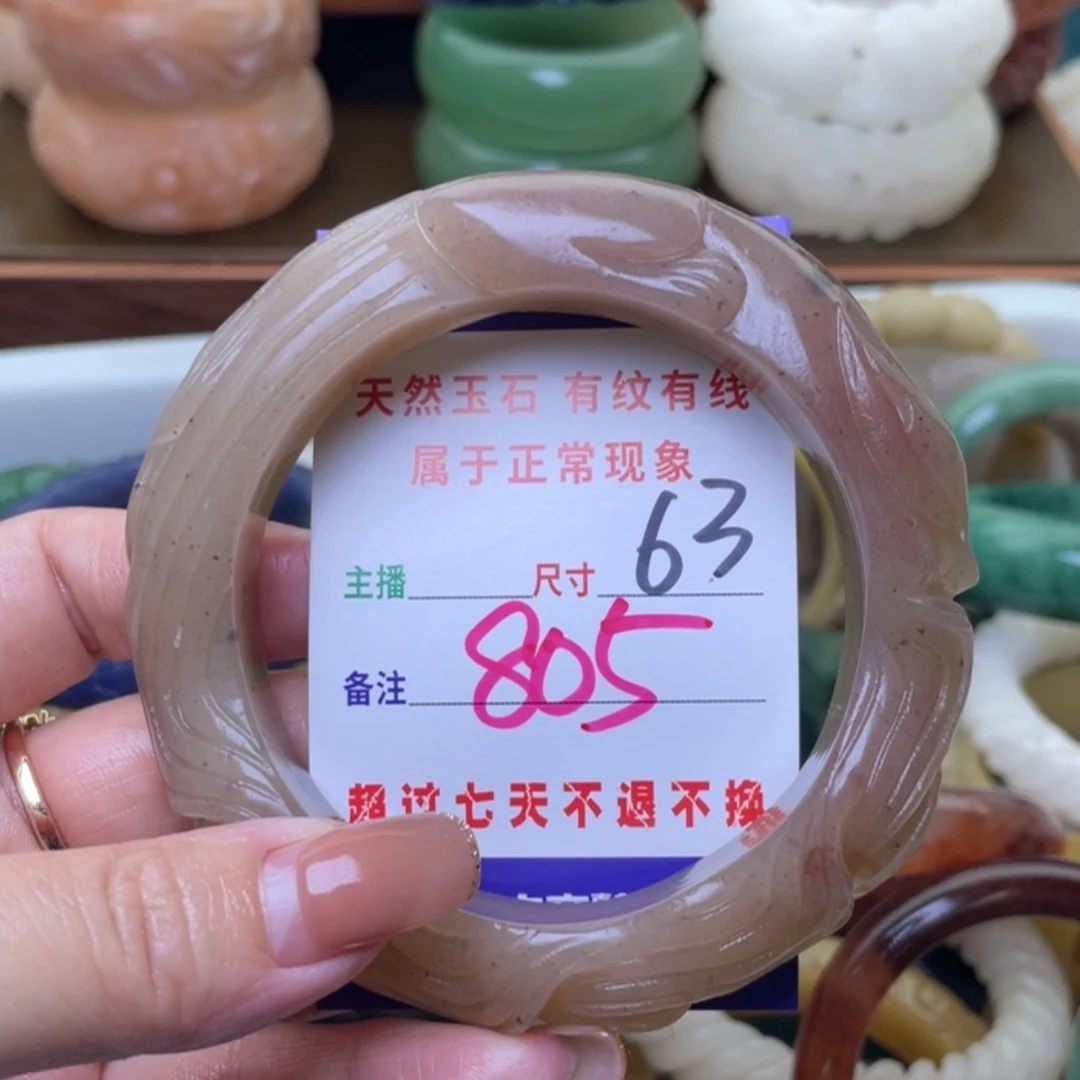 天然玉石 有纹有线
属于正常现象
主播 尺寸 63
备注 805
超过七天不退不换